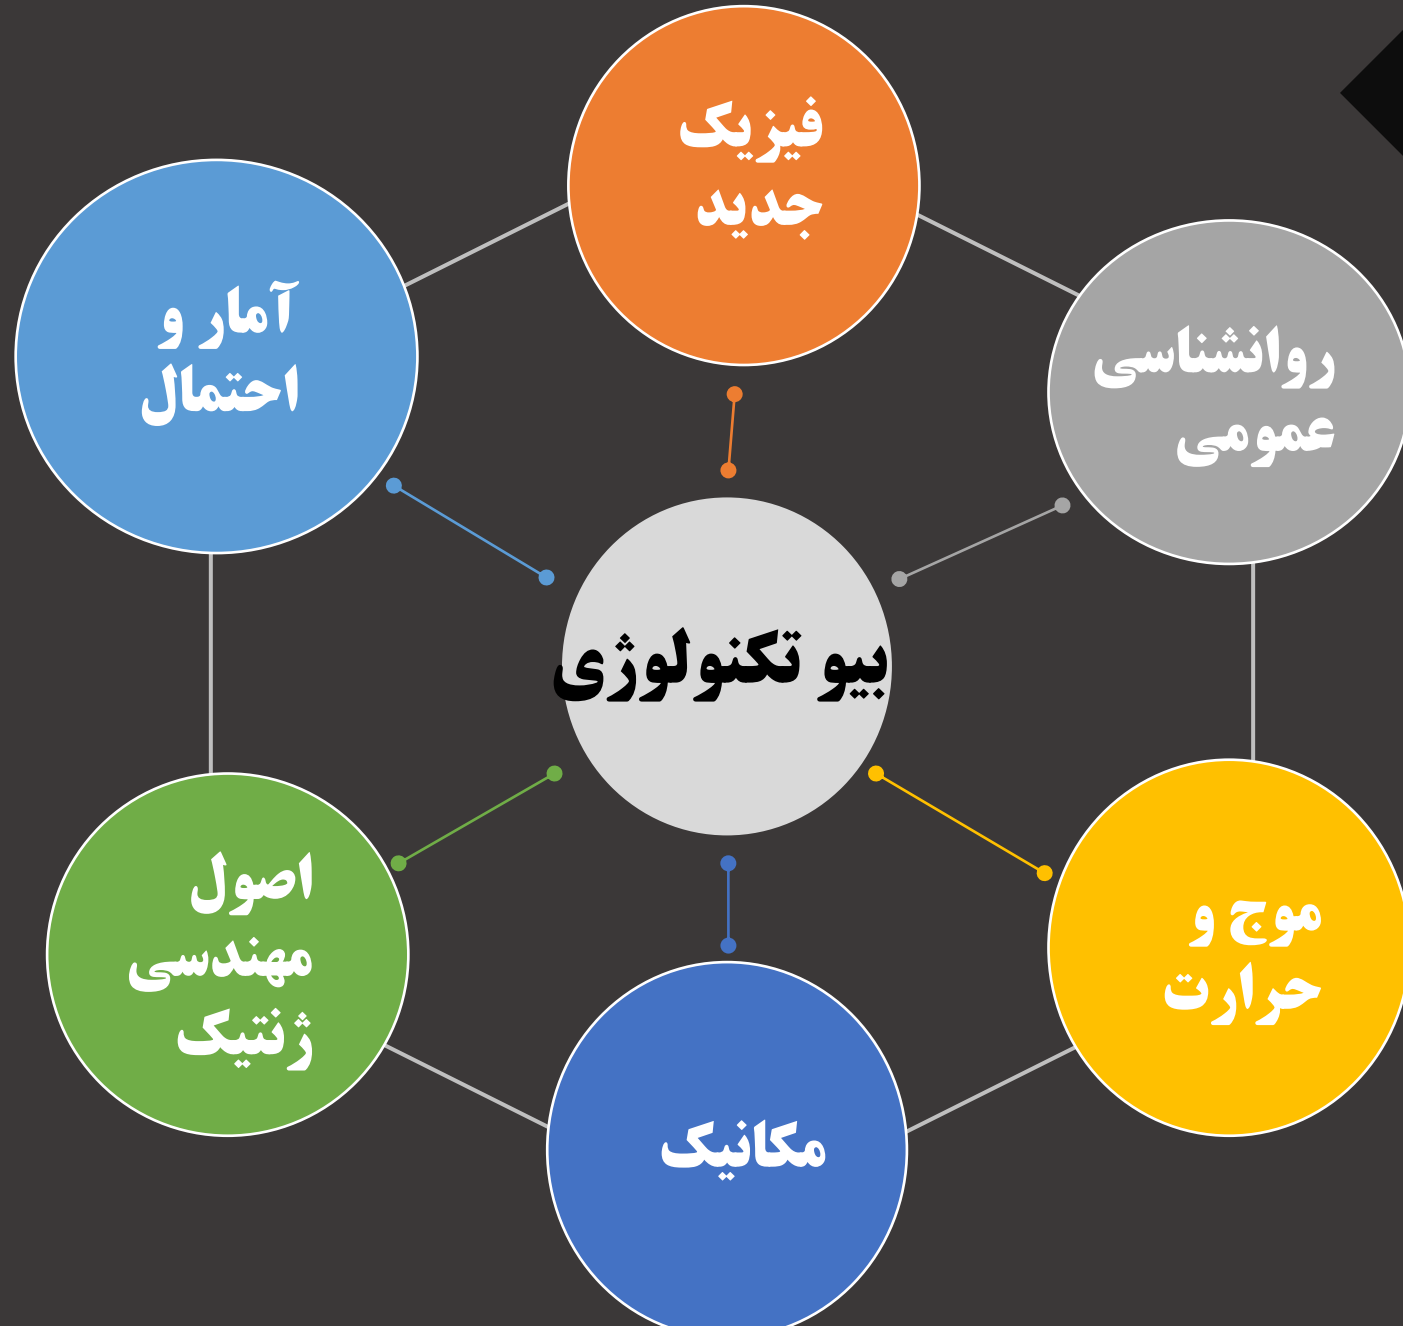 فیزیک
جدید
روانشناسی
عمومی
آمار و
احتمال
بیو تکنولوژی
موج و
حرارت
اصول
مهندسی
ژنتیک
مکانیک